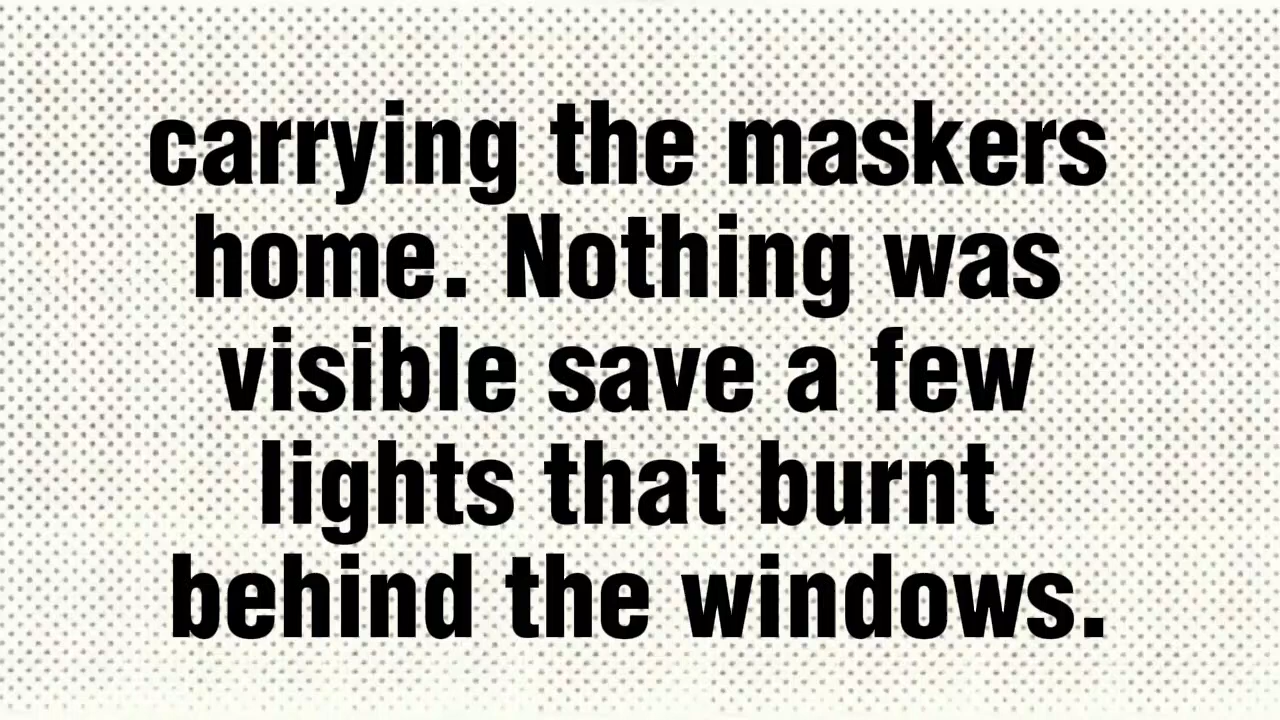 carrying the maskers
home. Nothing was
visible save a few
lights that burnt
behind the windows.